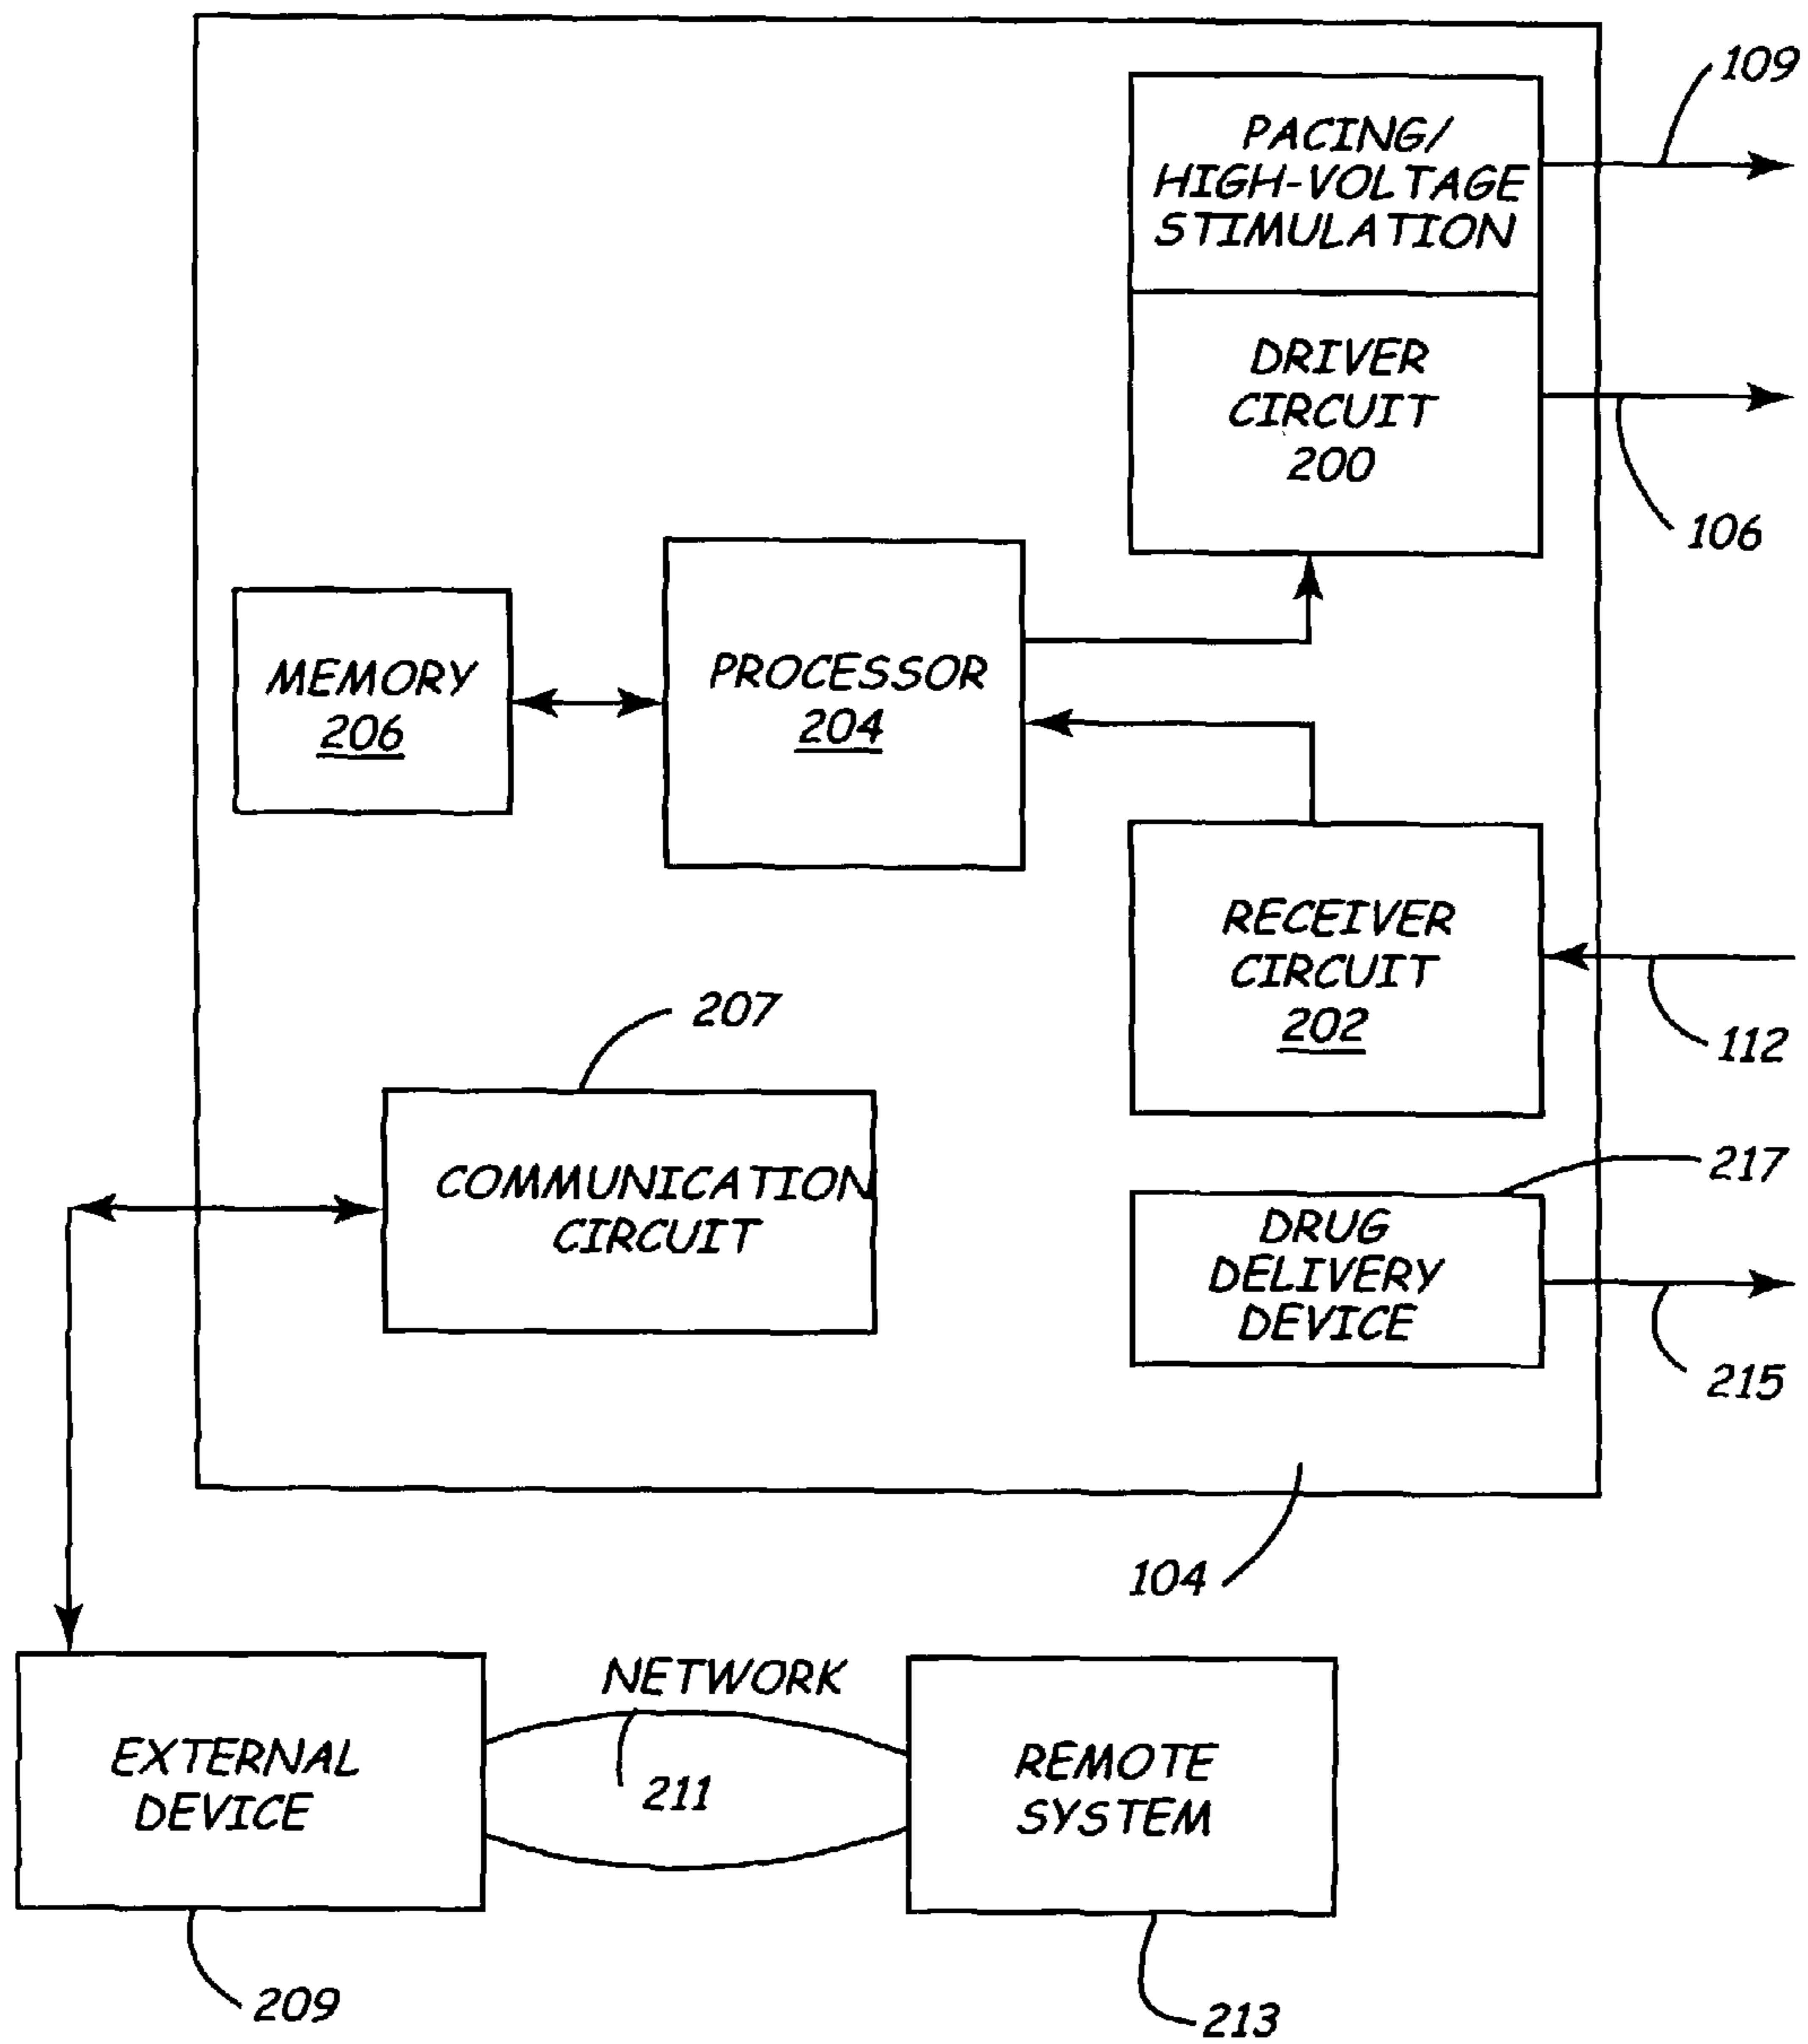 109
PACING/
HIGH-VOLTAGE
STIMULATION
DRIVER
CIRCUIT
200
106
MEMORY
206
PROCESSOR
204
RECEIVER
CIRCUIT
202
112
207
COMMUNICATION
CIRCUIT
217
DRUG
DELIVERY
DEVICE
215
104
NETWORK
211
EXTERNAL
DEVICE
REMOTE
SYSTEM
209
213